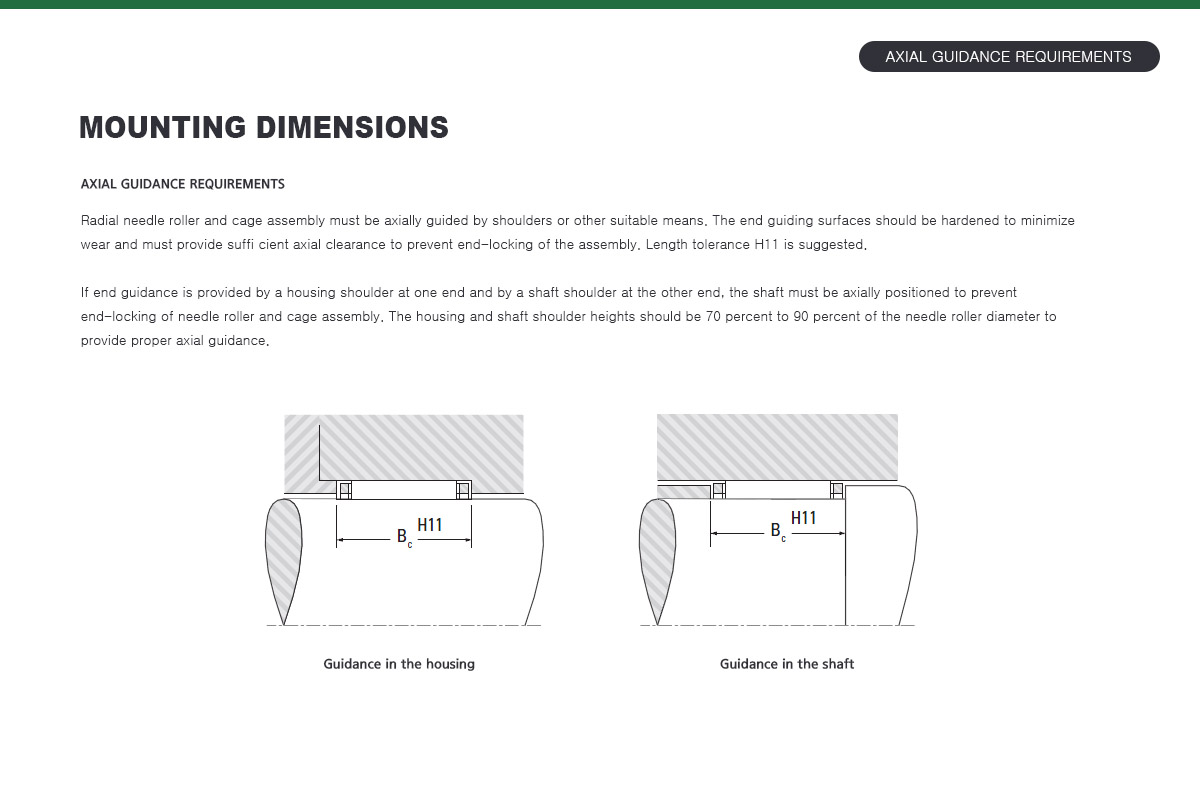 AXIAL GUIDANCE REQUIREMENTS
MOUNTING DIMENSIONS
AXIAL GUIDANCE REQUIREMENTS
Radial needle roller and cage assembly must be axially guided by shoulders or other suitable means. The end guiding surfaces should be hardened to minimize
wear and must provide suffi cient axial clearance to prevent end-locking of the assembly. Length tolerance H11 is suggested.
If end guidance is provided by a housing shoulder at one end and by a shaft shoulder at the other end, the shaft must be axially positioned to prevent
end-locking of needle roller and cage assembly. The housing and shaft shoulder heights should be 70 percent to 90 percent of the needle roller diameter to
provide proper axial guidance.
Bc H11
Bc H11
Guidance in the housing
Guidance in the shaft